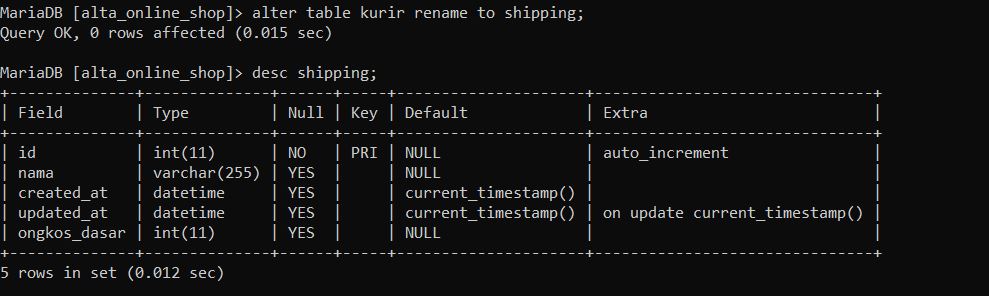 MariaDB [alta_online_shop]> alter table kurir rename to shipping;
Query OK, 0 rows affected (0.015 sec)
MariaDB [alta_online_shop]> desc shipping;
+-------------+--------------+------+-----+---------------------+-------------------------------+
| Field       | Type         | Null | Key | Default             | Extra                         |
+-------------+--------------+------+-----+---------------------+-------------------------------+
| id          | int(11)      | NO   | PRI | NULL                | auto_increment                |
| nama        | varchar(255) | YES  |     | NULL                |                               |
| created_at  | datetime     | YES  |     | current_timestamp() |                               |
| updated_at  | datetime     | YES  |     | current_timestamp() | on update current_timestamp() |
| ongkos_dasar | int(11)      | YES  |     | NULL                |                               |
+-------------+--------------+------+-----+---------------------+-------------------------------+
5 rows in set (0.012 sec)